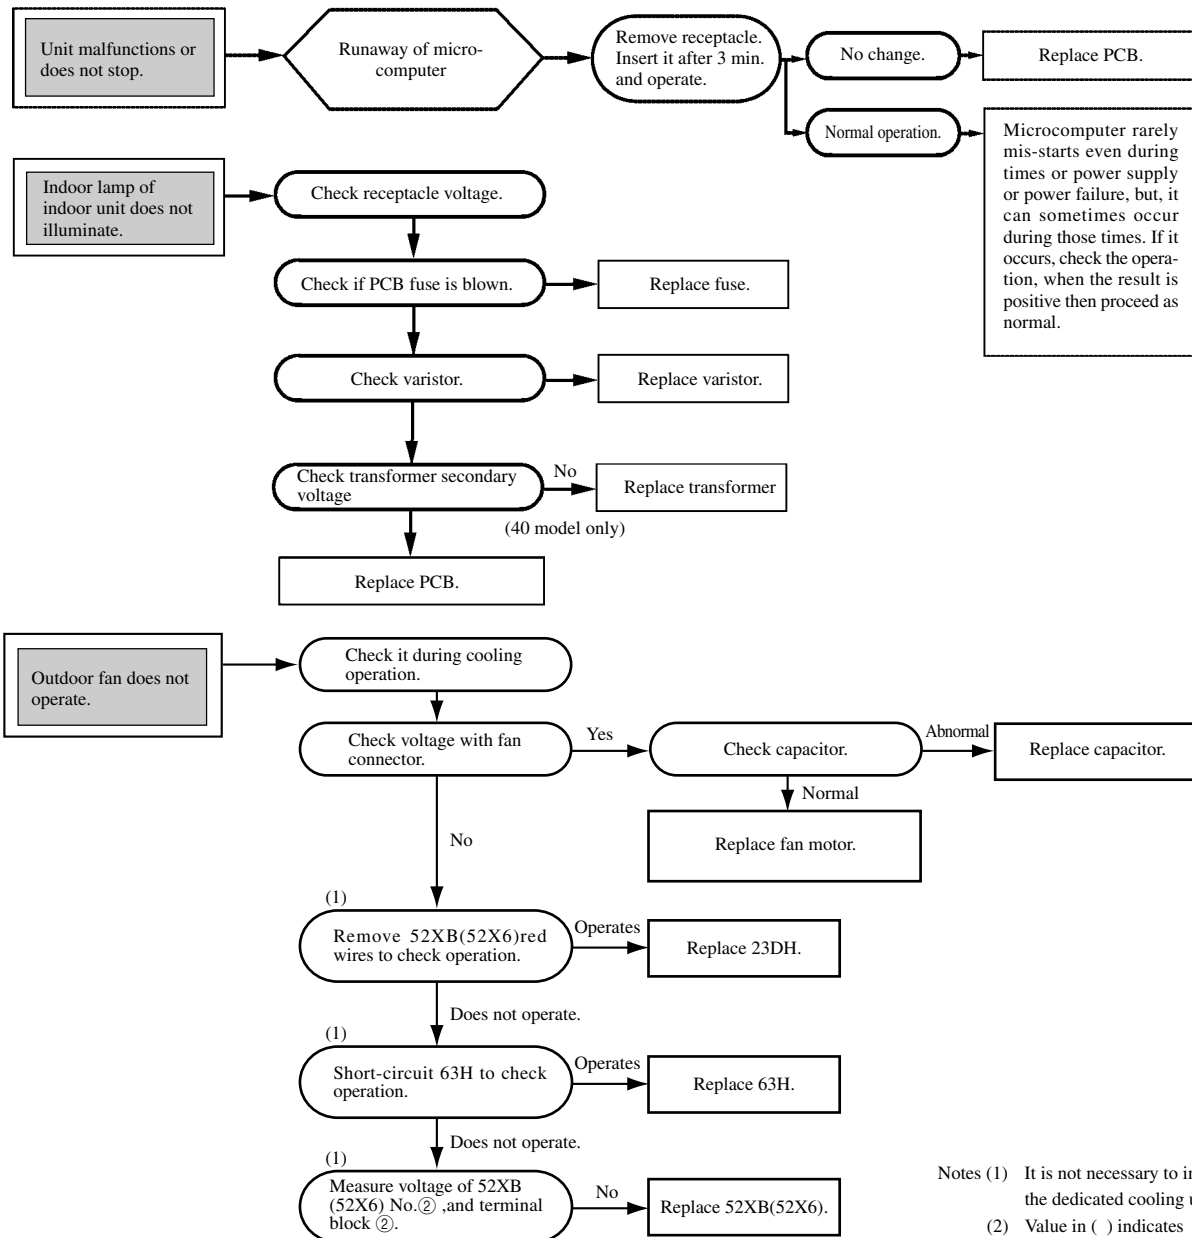 Unit malfunctions or
does not stop.
Runaway of micro-
computer
Remove receptacle.
Insert it after 3 min.
and operate.
No change.
Replace PCB.
Normal operation.
Microcomputer rarely
mis-starts even during
times or power supply
or power failure, but, it
can sometimes occur
during those times. If it
occurs, check the opera-
tion, when the result is
positive then proceed as
normal.
Indoor lamp of
indoor unit does not
illuminate.
Check receptacle voltage.
Check if PCB fuse is blown.
Replace fuse.
Check varistor.
Replace varistor.
Check transformer secondary
voltage
No
Replace transformer
(40 model only)
Replace PCB.
Outdoor fan does not
operate.
Check it during cooling
operation.
Check voltage with fan
connector.
Yes
Check capacitor.
Abnormal
Replace capacitor.
Normal
Replace fan motor.
No
(1)
Remove 52XB(52X6)red
wires to check operation.
Operates
Replace 23DH.
Does not operate.
(1)
Short-circuit 63H to check
operation.
Operates
Replace 63H.
Does not operate.
(1)
Measure voltage of 52XB
(52X6) No.② ,and terminal
block ②.
No
Replace 52XB(52X6).
Notes (1) It is not necessary to
the dedicated cooling
(2) Value in ( ) indicates